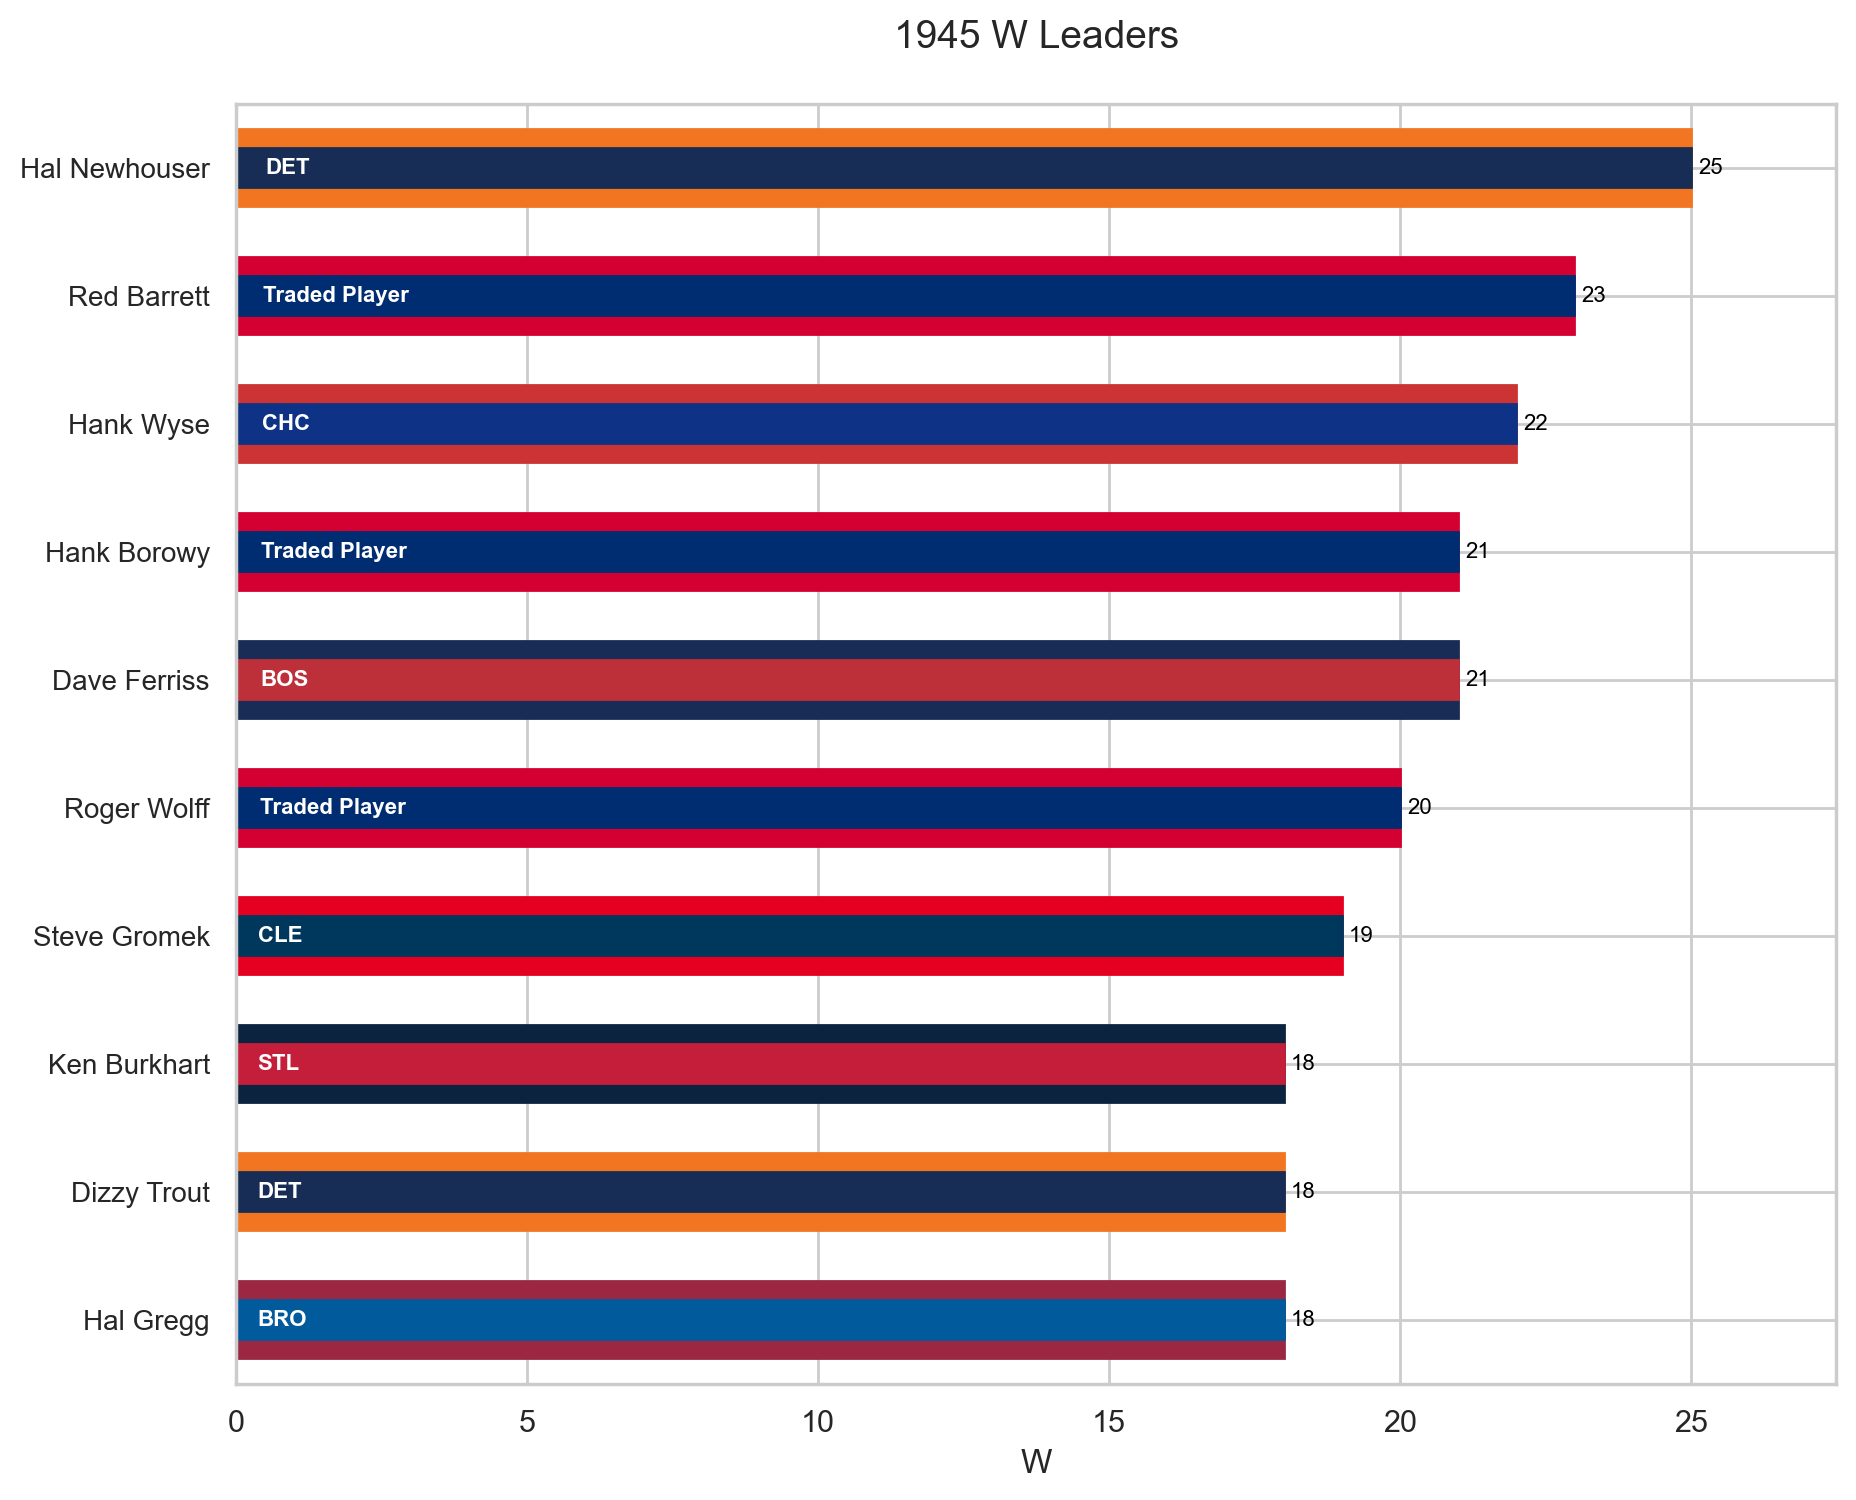 1945 W Leaders
Hal Newhouser DET 25
Red Barrett Traded Player 23
Hank Wyse CHC 22
Hank Borowy Traded Player 21
Dave Ferriss BOS 21
Roger Wolff Traded Player 20
Steve Gromek CLE 19
Ken Burkhart STL 18
Dizzy Trout DET 18
Hal Gregg BRO 18
0 5 10 15 20 25
W